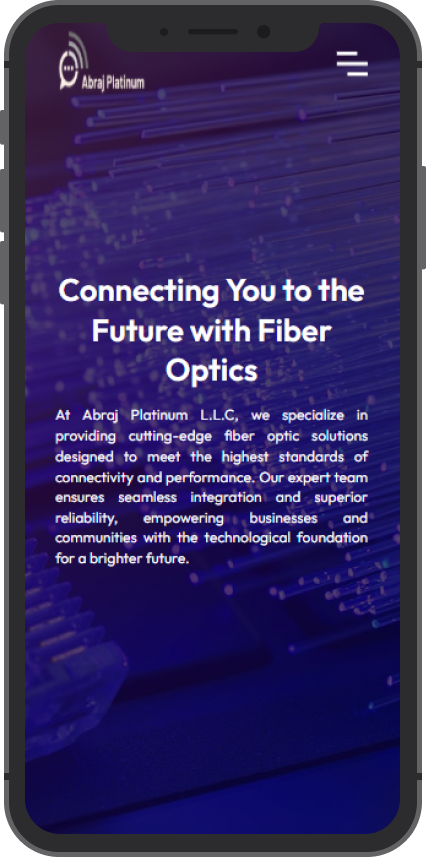 Abraj Platinum
Connecting You to the
Future with Fiber
Optics
At Abraj Platinum L.L.C, we specialize in
providing cutting-edge fiber optic solutions
designed to meet the highest standards of
connectivity and performance. Our expert team
ensures seamless integration and superior
reliability, empowering businesses and
communities with the technological foundation
for a brighter future.